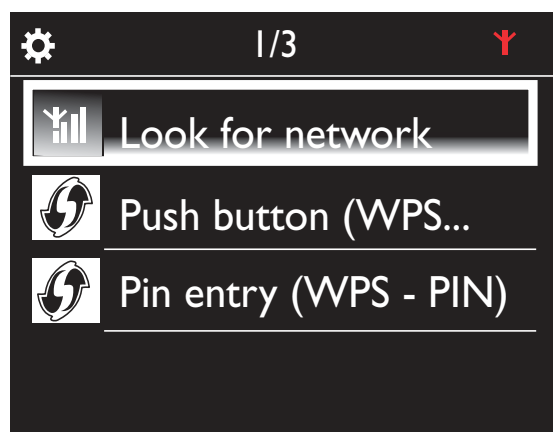 1/3
Look for network
Push button (WPS...
Pin entry (WPS - PIN)